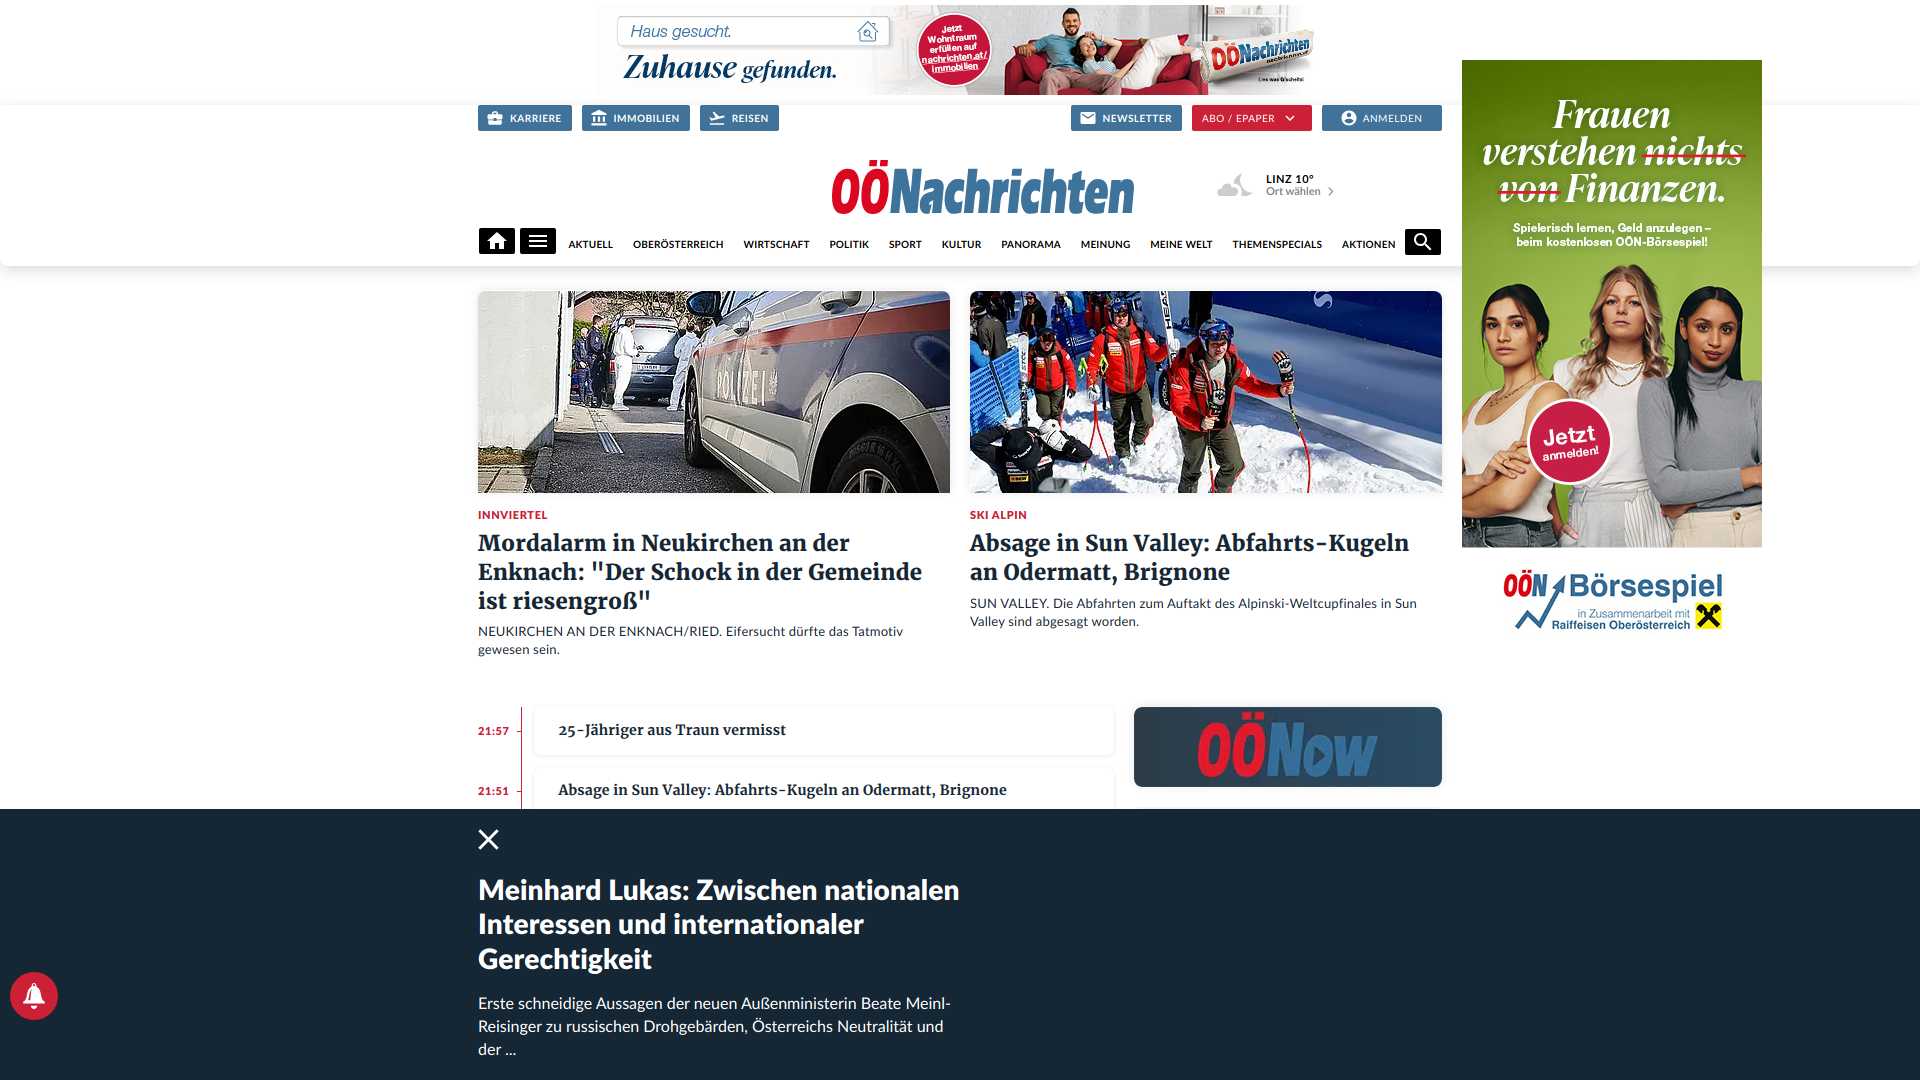 Haus gesucht.
Zuhause gefunden.
Jetzt
Wohntraum
erfüllen auf
nachrichten.at/
immobilien
OÖNachrichten
Lies was G'scheits!
KARRIERE
IMMOBILIEN
REISEN
NEWSLETTER
ABO / EPAPER
ANMELDEN
OÖNachrichten
LINZ 10°
Ort wählen
AKTUELL
OBERÖSTERREICH
WIRTSCHAFT
POLITIK
SPORT
KULTUR
PANORAMA
MEINUNG
MEINE WELT
THEMENSPECIALS
AKTIONEN
Frauen
verstehen nichts
von Finanzen.
Spielerisch lernen, Geld anzulegen –
beim kostenlosen OÖN-Börsespiel!
Jetzt
anmelden!
OÖN Börsespiel
in Zusammenarbeit mit
Raiffeisen Oberösterreich
POLIZEI
HEAD
INNVIERTEL
Mordalarm in Neukirchen an der
Enknach: "Der Schock in der Gemeinde
ist riesengroß"
NEUKIRCHEN AN DER ENKNACH/RIED. Eifersucht dürfte das Tatmotiv
gewesen sein.
SKI ALPIN
Absage in Sun Valley: Abfahrts-Kugeln
an Odermatt, Brignone
SUN VALLEY. Die Abfahrten zum Auftakt des Alpinski-Weltcupfinales in Sun
Valley sind abgesagt worden.
21:57
25-Jähriger aus Traun vermisst
21:51
Absage in Sun Valley: Abfahrts-Kugeln an Odermatt, Brignone
OÖNow
Meinhard Lukas: Zwischen nationalen
Interessen und internationaler
Gerechtigkeit
Erste schneidige Aussagen der neuen Außenministerin Beate Meinl-
Reisinger zu russischen Drohgebärden, Österreichs Neutralität und
der ...